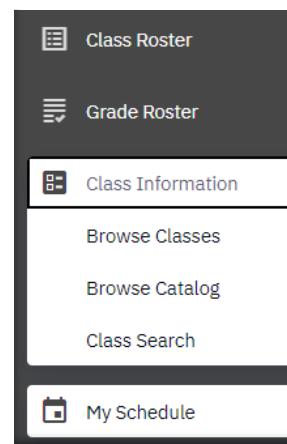 Class Roster
Grade Roster
Class Information
Browse Classes
Browse Catalog
Class Search
My Schedule